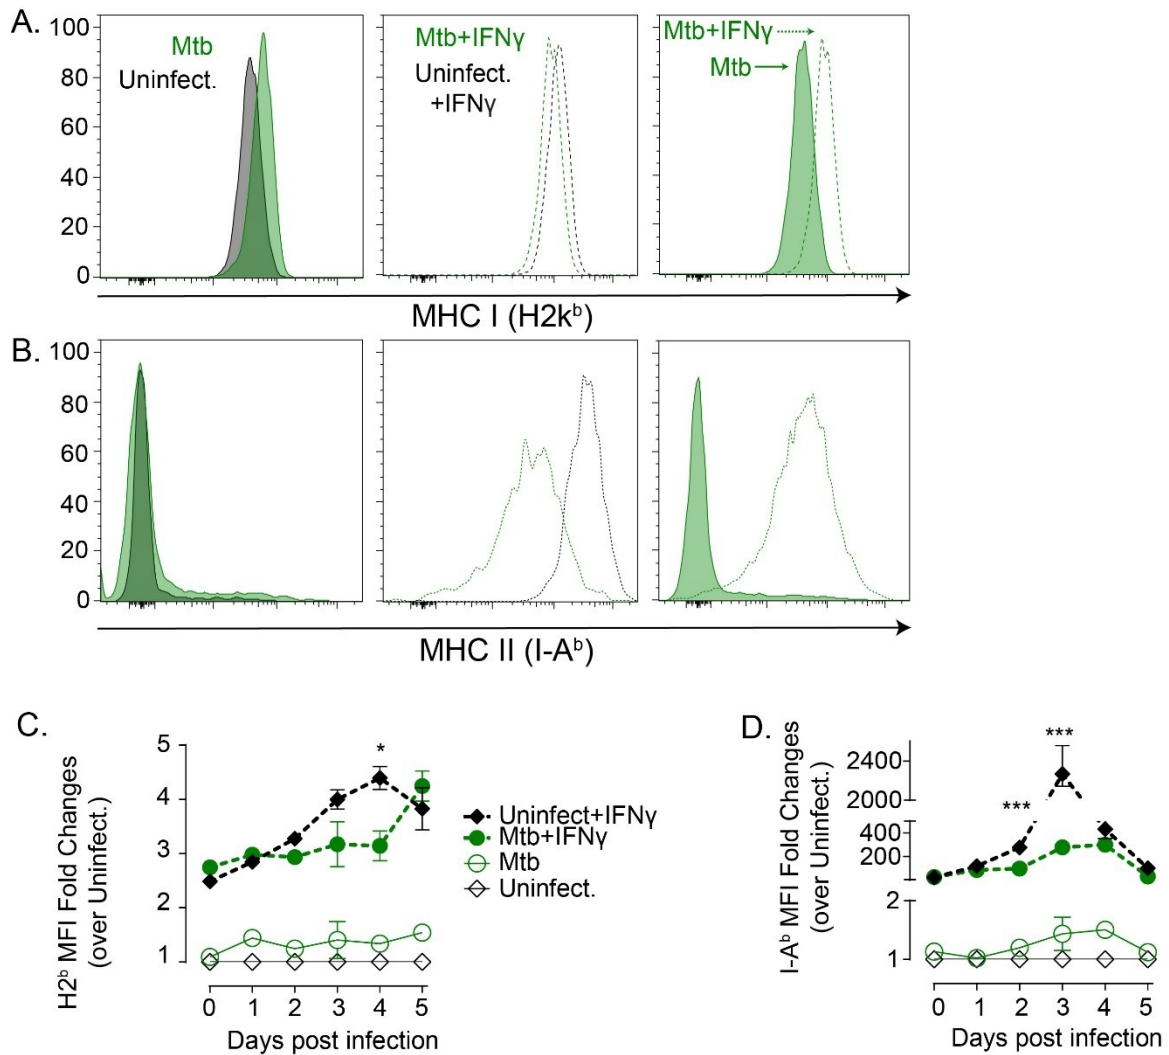 A.
100
80
60
40
20
0
Mtb
Uninfect.
Mtb+IFNγ
Uninfect.
+IFNγ
Mtb+IFNγ
Mtb
MHC I (H2kᵇ)
B.
100
80
60
40
20
0
MHC II (I-Aᵇ)
C.
H2ᵇ MFI Fold Changes
(over Uninfect.)
5
4
3
2
1
*
0 1 2 3 4 5
Days post infection
Uninfect+IFNγ
Mtb+IFNγ
Mtb
Uninfect.
D.
I-Aᵇ MFI Fold Changes
(over Uninfect.)
2400
2000
400
200
2
1
***
***
0 1 2 3 4 5
Days post infection